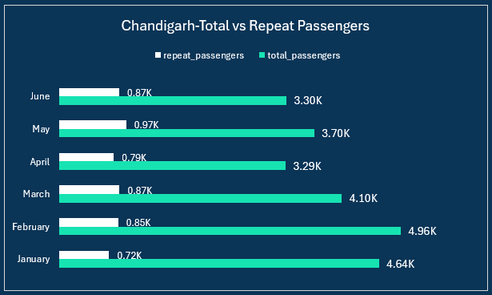 Chandigarh-Total vs Repeat Passengers
repeat_passengers total_passengers
June 0.87K 3.30K
May 0.97K 3.70K
April 0.79K 3.29K
March 0.87K 4.10K
February 0.85K 4.96K
January 0.72K 4.64K